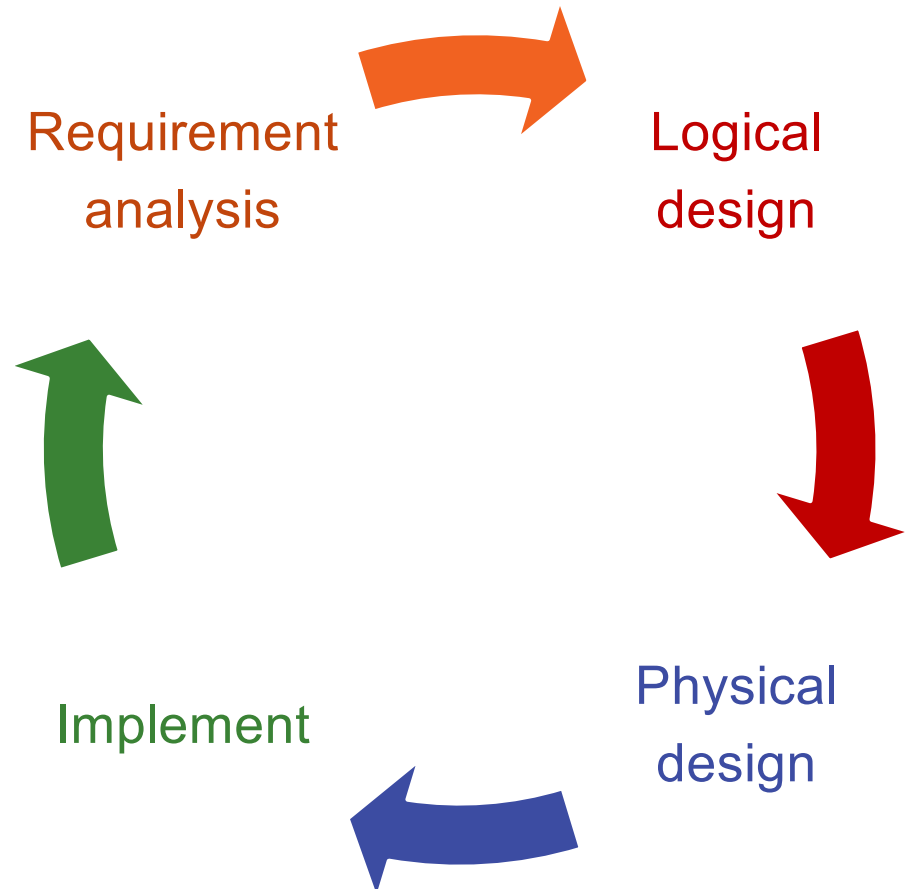 Requirement
analysis
Logical
design
Physical
design
Implement